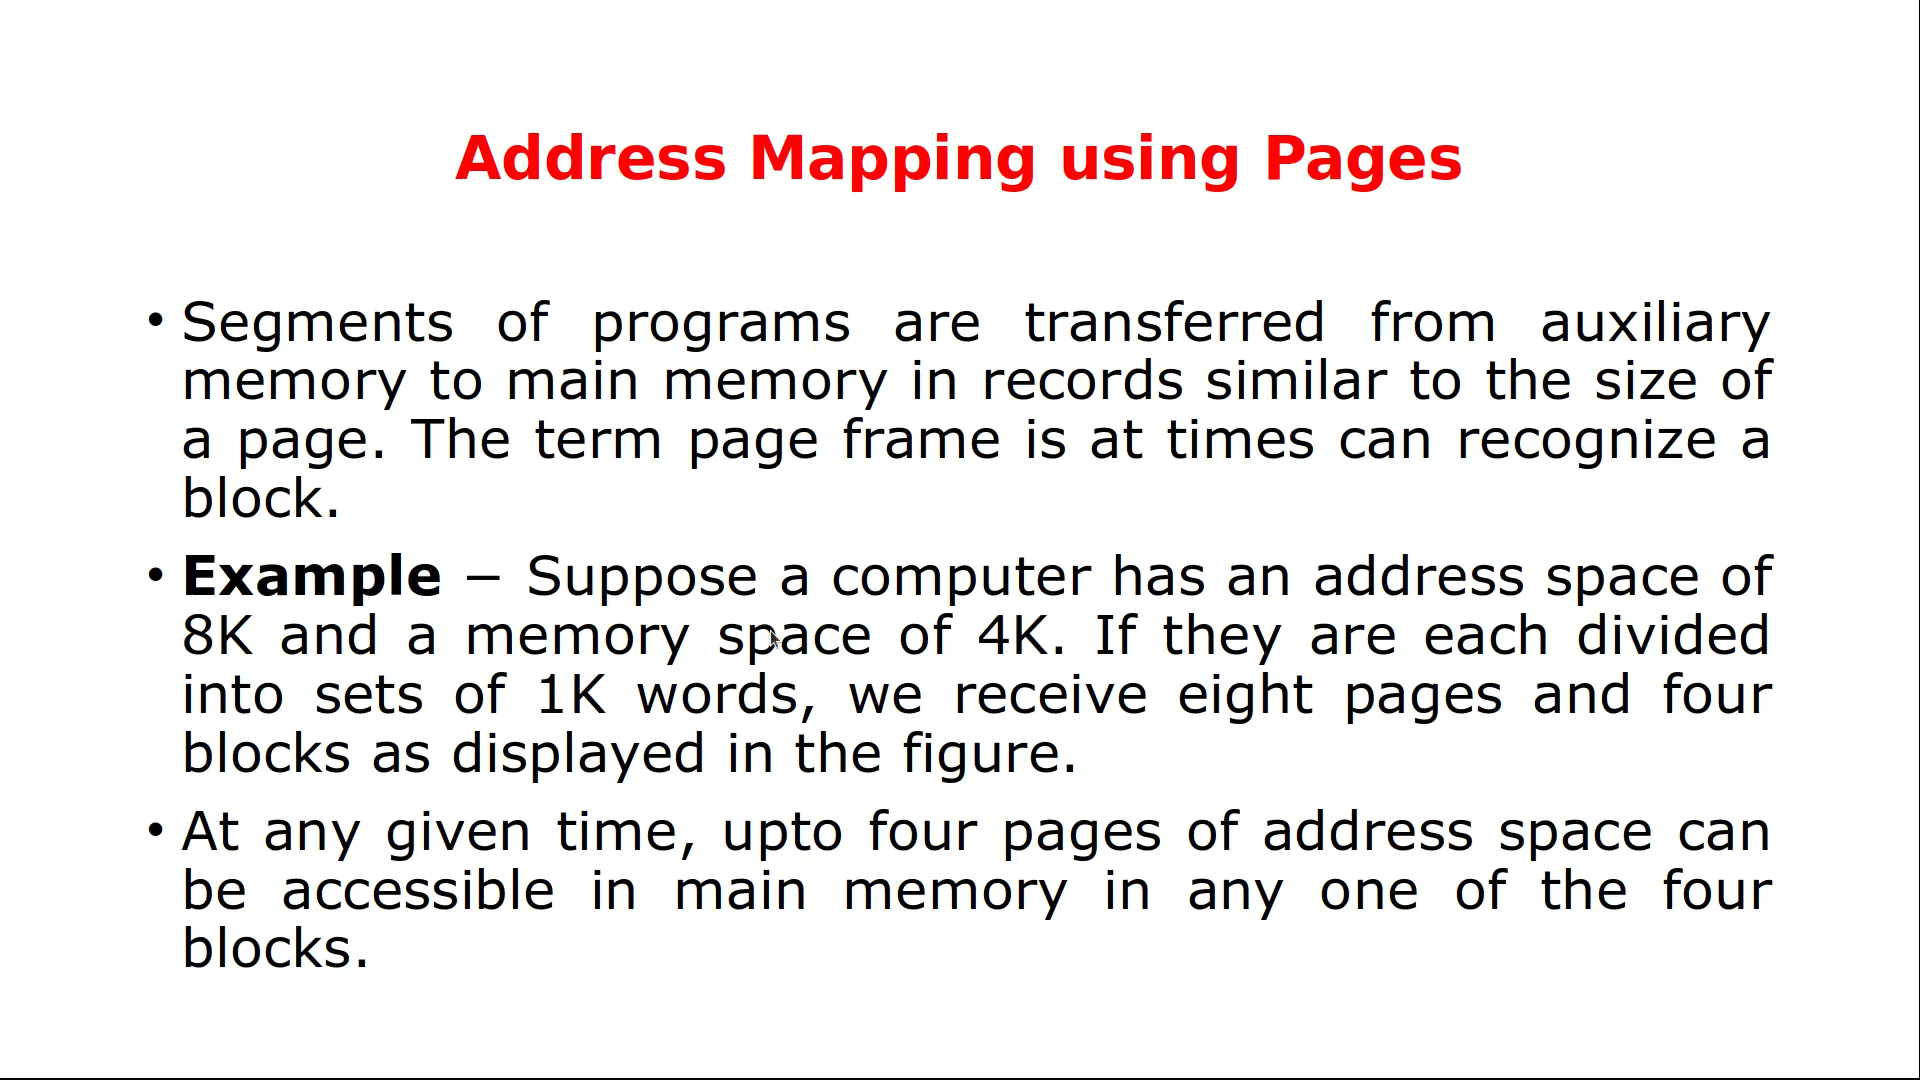 Address Mapping using Pages
• Segments of programs are transferred from auxiliary
memory to main memory in records similar to the size of
a page. The term page frame is at times can recognize a
block.
• Example − Suppose a computer has an address space of
8K and a memory space of 4K. If they are each divided
into sets of 1K words, we receive eight pages and four
blocks as displayed in the figure.
• At any given time, upto four pages of address space can
be accessible in main memory in any one of the four
blocks.